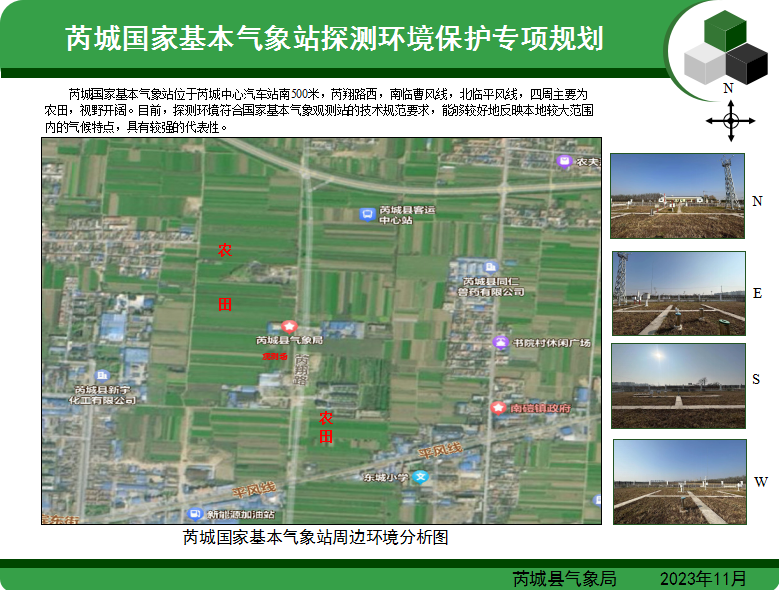 芮城国家基本气象站探测环境保护专项规划
芮城国家基本气象站位于芮城中心汽车站南500米，芮翔路西，南临曹风线，北临平风线，四周主要为
农田，视野开阔。目前，探测环境符合国家基本气象观测站的技术规范要求，能够较好地反映本地较大范围
内的气候特点，具有较强的代表性。
N
农夫
芮城县客运
中心站
N
农
田
芮城县同仁
兽药有限公司
E
芮城县气象局
书院村休闲广场
观测场
芮翔路
S
芮城县新宇
化工有限公司
南磑镇政府
农
田
平风线
东城小学
W
平风线
新能源加油站
东街
芮城国家基本气象站周边环境分析图
芮城县气象局
2023年11月